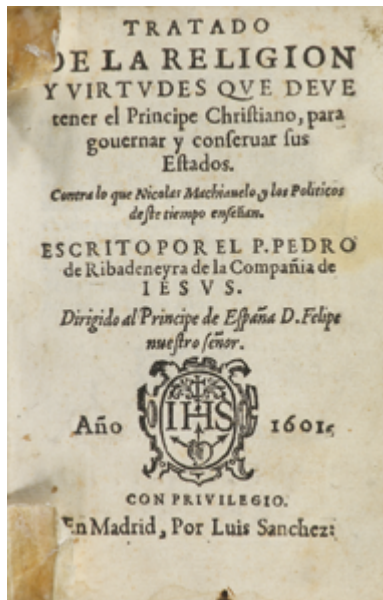 TRATADO
DE LA RELIGION
Y VIRTVDES QVE DEVE
tener el Principe Chriſtiano, para
gouernar y conſeruar ſus
Eſtados.
Contra lo que Nicolas Machiauelo, y los Politicos
deſte tiempo enſeñan.
ESCRITO POR EL P. PEDRO
de Ribadeneyra de la Compañia de
IESVS.
Dirigido al Principe de Eſpaña D. Felipe
nueſtro ſeñor.
IHS
Año 1601.
CON PRIVILEGIO.
En Madrid, Por Luis Sanchez: